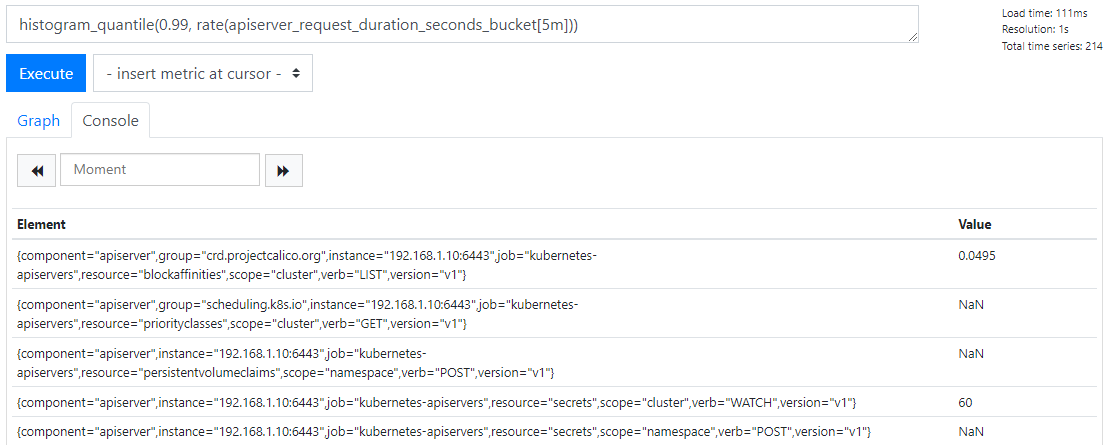 histogram_quantile(0.99, rate(apiserver_request_duration_seconds_bucket[5m]))
Load time: 111ms
Resolution: 1s
Total time series: 214
Execute
- insert metric at cursor -
Graph
Console
Moment
Element Value
{component="apiserver",group="crd.projectcalico.org",instance="192.168.1.10:6443",job="kubernetes- 0.0495
apiservers",resource="blockaffinities",scope="cluster",verb="LIST",version="v1"}
{component="apiserver",group="scheduling.k8s.io",instance="192.168.1.10:6443",job="kubernetes- NaN
apiservers",resource="priorityclasses",scope="cluster",verb="GET",version="v1"}
{component="apiserver",instance="192.168.1.10:6443",job="kubernetes- NaN
apiservers",resource="persistentvolumeclaims",scope="namespace",verb="POST",version="v1"}
{component="apiserver",instance="192.168.1.10:6443",job="kubernetes-apiservers",resource="secrets",scope="cluster",verb="WATCH",version="v1"} 60
{component="apiserver",instance="192.168.1.10:6443",job="kubernetes-apiservers",resource="secrets",scope="namespace",verb="POST",version="v1"} NaN